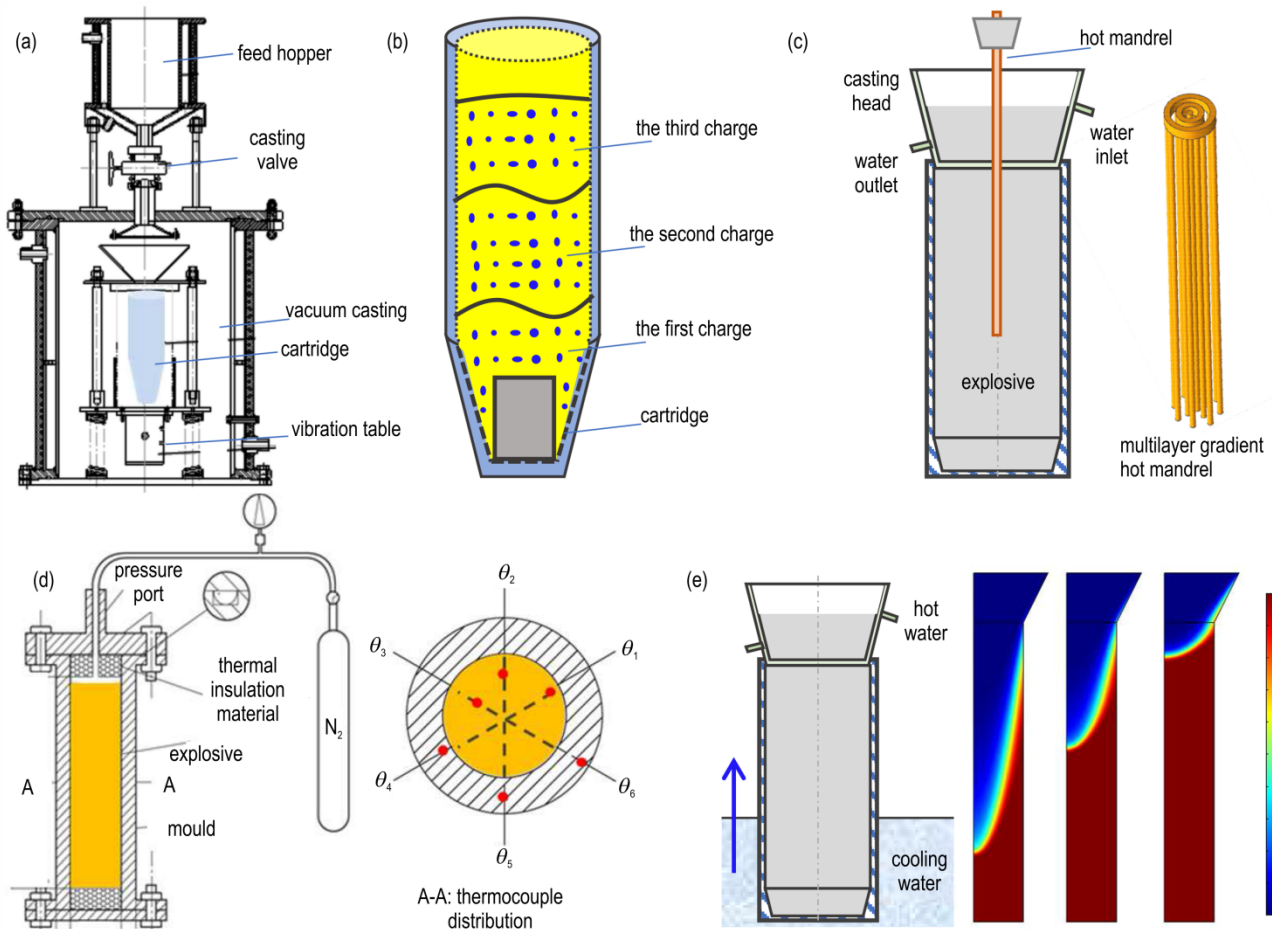 (a)
feed hopper
casting
valve
vacuum casting
cartridge
vibration table
(b)
the third charge
the second charge
the first charge
cartridge
(c)
hot mandrel
casting
head
water
inlet
water
outlet
explosive
multilayer gradient
hot mandrel
(d)
pressure
port
thermal
insulation
material
explosive
A
A
mould
N2
θ2
θ3
θ1
θ4
θ6
θ5
A-A: thermocouple
distribution
(e)
hot
water
cooling
water